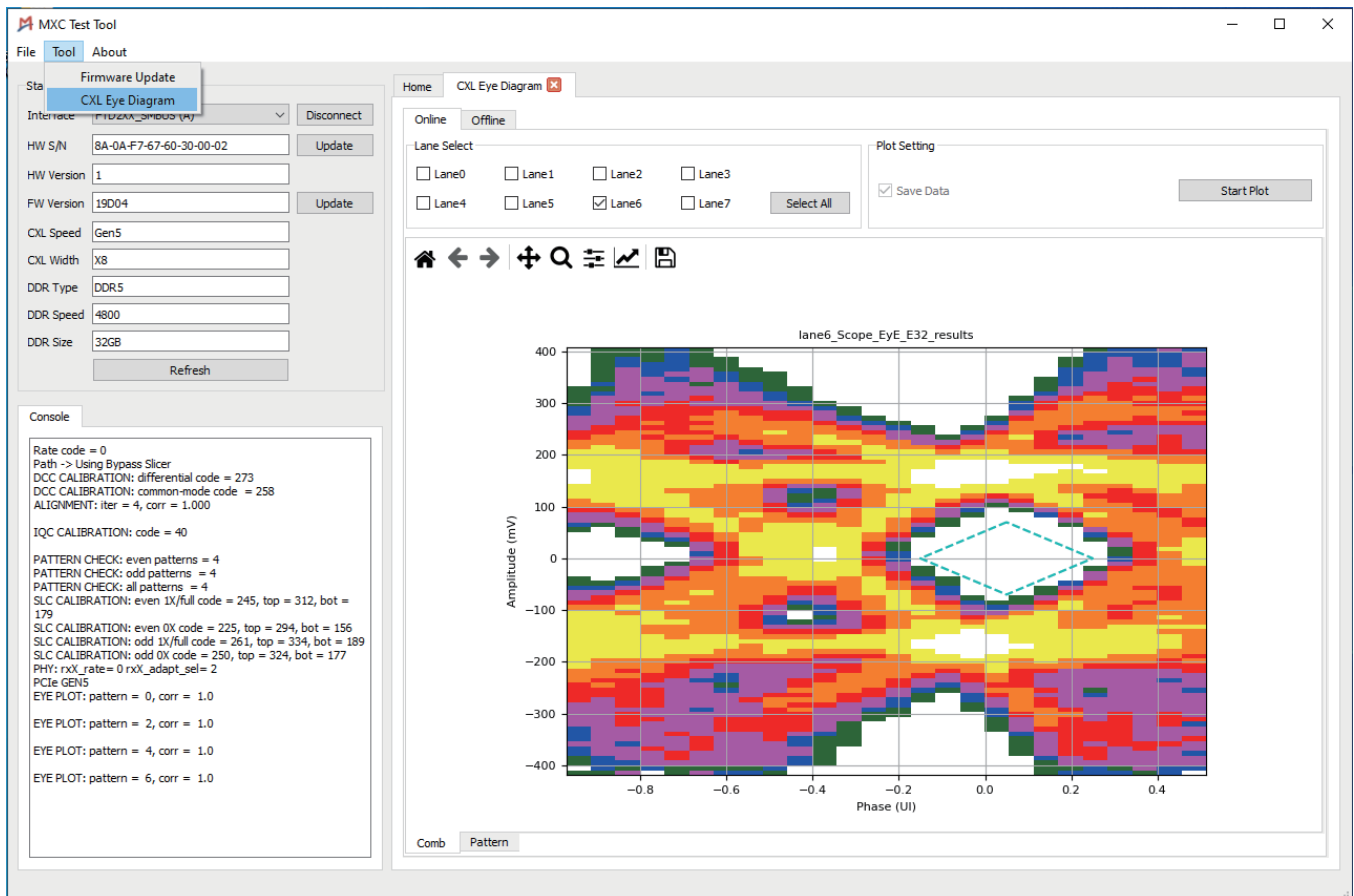 MXC Test Tool
File Tool About
Firmware Update
CXL Eye Diagram
Interface FTD2XX_SMBUS (A) Disconnect
HW S/N 8A-0A-F7-67-60-30-00-02 Update
HW Version 1
FW Version 19D04 Update
CXL Speed Gen5
CXL Width X8
DDR Type DDR5
DDR Speed 4800
DDR Size 32GB
Refresh
Console
Rate code = 0
Path -> Using Bypass Slicer
DCC CALIBRATION: differential code = 273
DCC CALIBRATION: common-mode code = 258
ALIGNMENT: iter = 4, corr = 1.000
IQC CALIBRATION: code = 40
PATTERN CHECK: even patterns = 4
PATTERN CHECK: odd patterns = 4
PATTERN CHECK: all patterns = 4
SLC CALIBRATION: even 1X/full code = 245, top = 312, bot =
179
SLC CALIBRATION: even 0X code = 225, top = 294, bot = 156
SLC CALIBRATION: odd 1X/full code = 261, top = 334, bot = 189
SLC CALIBRATION: odd 0X code = 250, top = 324, bot = 177
PHY: rxX_rate= 0 rxX_adapt_sel= 2
PCIe GEN5
EYE PLOT: pattern = 0, corr = 1.0
EYE PLOT: pattern = 2, corr = 1.0
EYE PLOT: pattern = 4, corr = 1.0
EYE PLOT: pattern = 6, corr = 1.0
Home CXL Eye Diagram
Online Offline
Lane Select
Lane0 Lane1 Lane2 Lane3
Lane4 Lane5 Lane6 Lane7 Select All
Plot Setting
Save Data Start Plot
lane6_Scope_EyE_E32_results
400
300
200
100
0
−100
−200
−300
−400
Amplitude (mV)
−0.8 −0.6 −0.4 −0.2 0.0 0.2 0.4
Phase (UI)
Comb Pattern